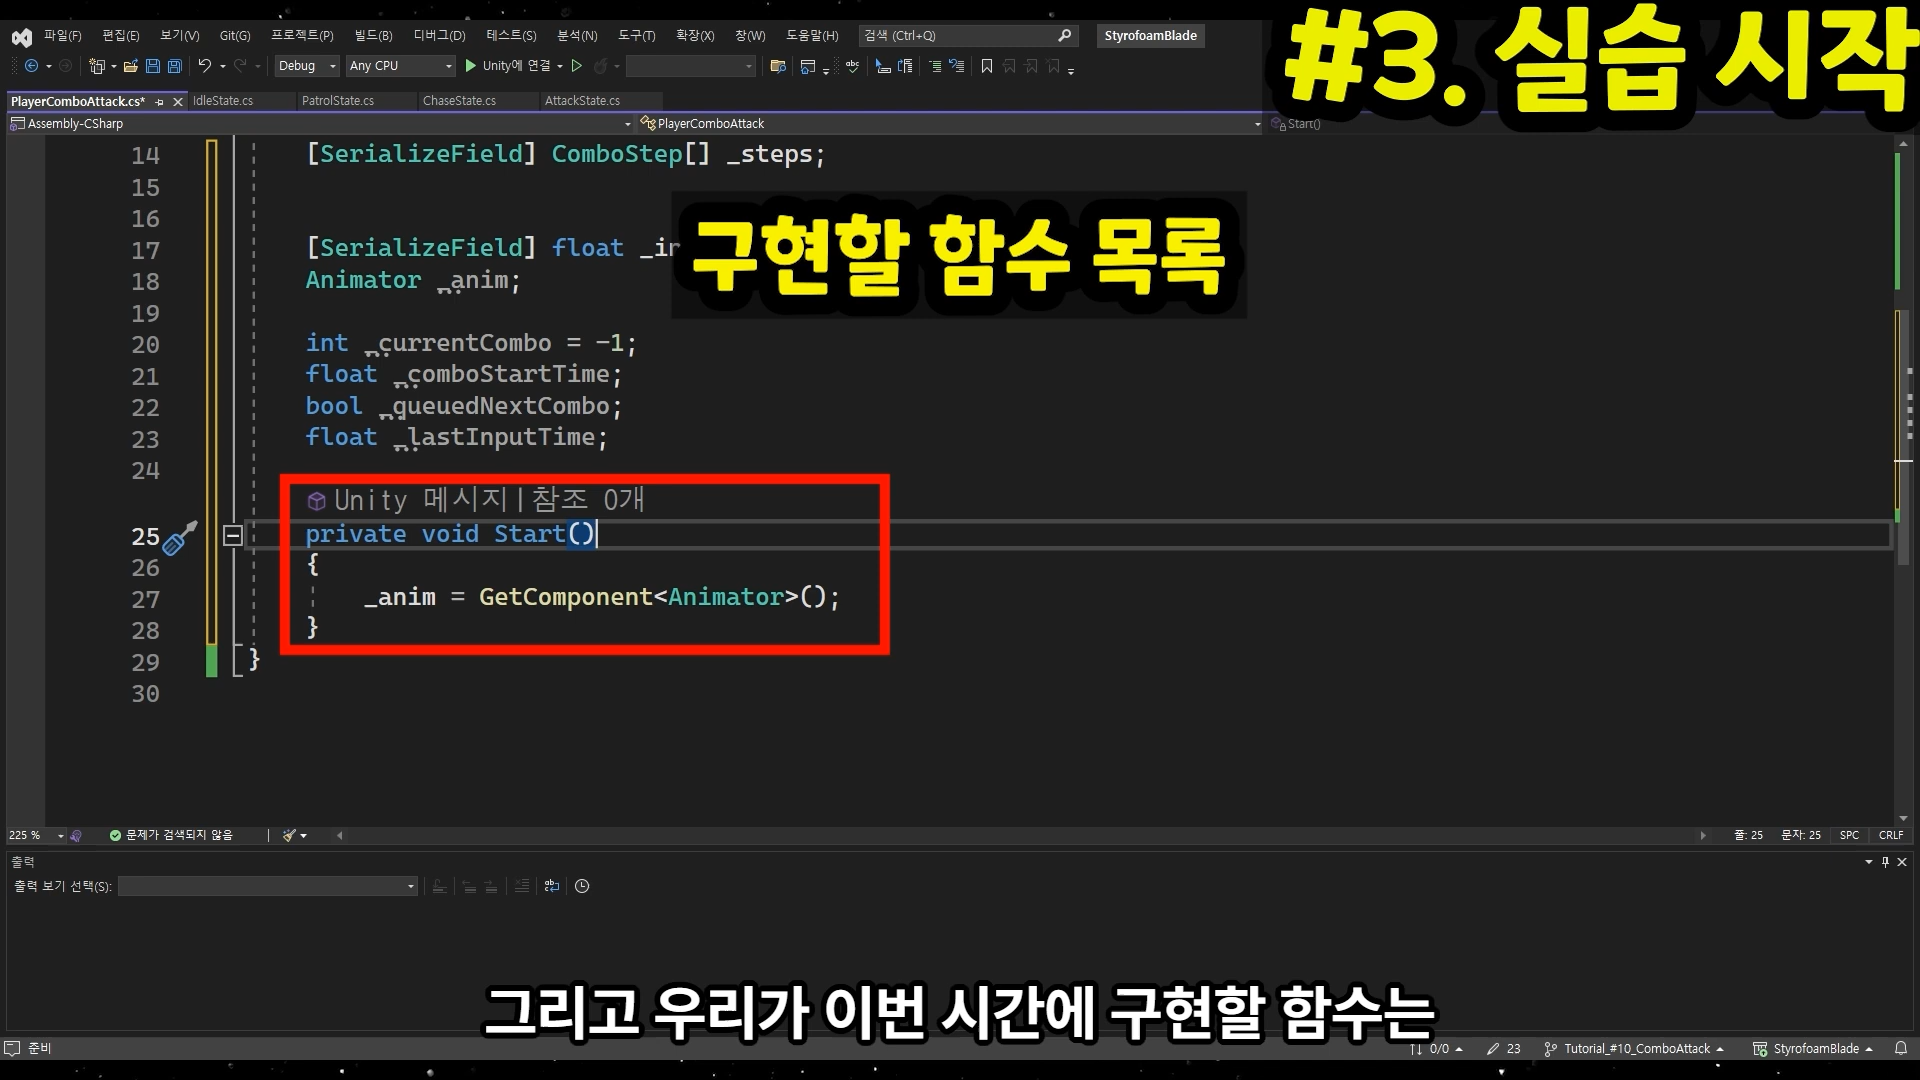 #3. 실습 시작
파일(F) 편집(E) 보기(V) Git(G) 프로젝트(P) 빌드(B) 디버그(D) 테스트(S) 분석(N) 도구(T) 확장(X) 창(W) 도움말(H) 검색 (Ctrl+Q) StyrofoamBlade
Debug Any CPU Unity에 연결
PlayerComboAttack.cs* IdleState.cs PatrolState.cs ChaseState.cs AttackState.cs
Assembly-CSharp PlayerComboAttack Start()
14 [SerializeField] ComboStep[] _steps;
15
16
구현할 함수 목록
17 [SerializeField] float _in
18 Animator _anim;
19
20 int _currentCombo = -1;
21 float _comboStartTime;
22 bool _queuedNextCombo;
23 float _lastInputTime;
24
Unity 메시지|참조 0개
25 private void Start()
26 {
27 _anim = GetComponent<Animator>();
28 }
29 }
30
225 % 문제가 검색되지 않음 줄: 25 문자: 25 SPC CRLF
출력
출력 보기 선택(S):
그리고 우리가 이번 시간에 구현할 함수는
준비 0/0 23 Tutorial_#10_ComboAttack StyrofoamBlade